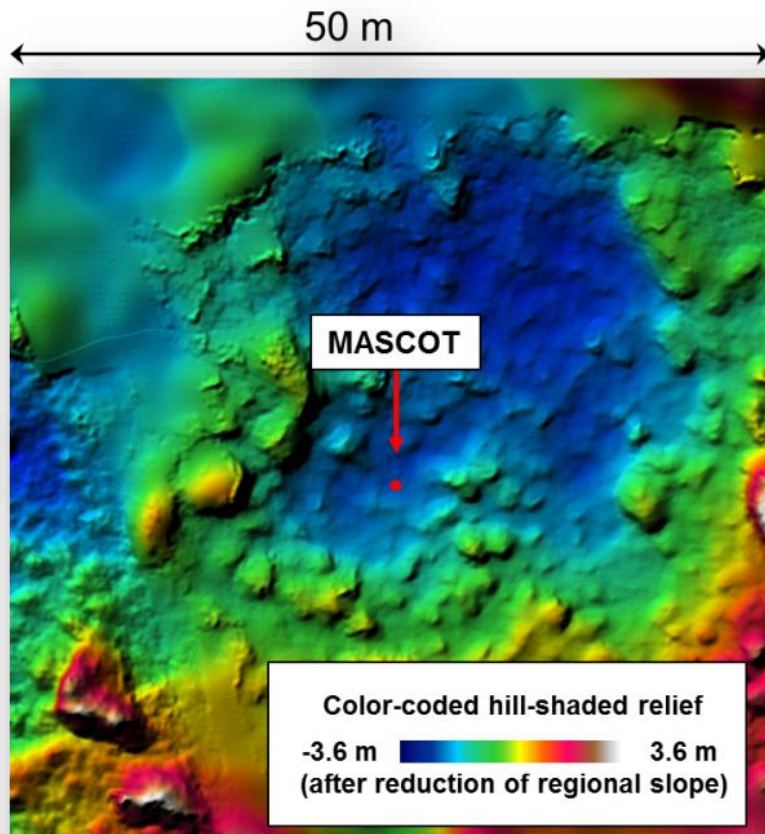 50 m
MASCOT
Color-coded hill-shaded relief
-3.6 m 3.6 m
(after reduction of regional slope)